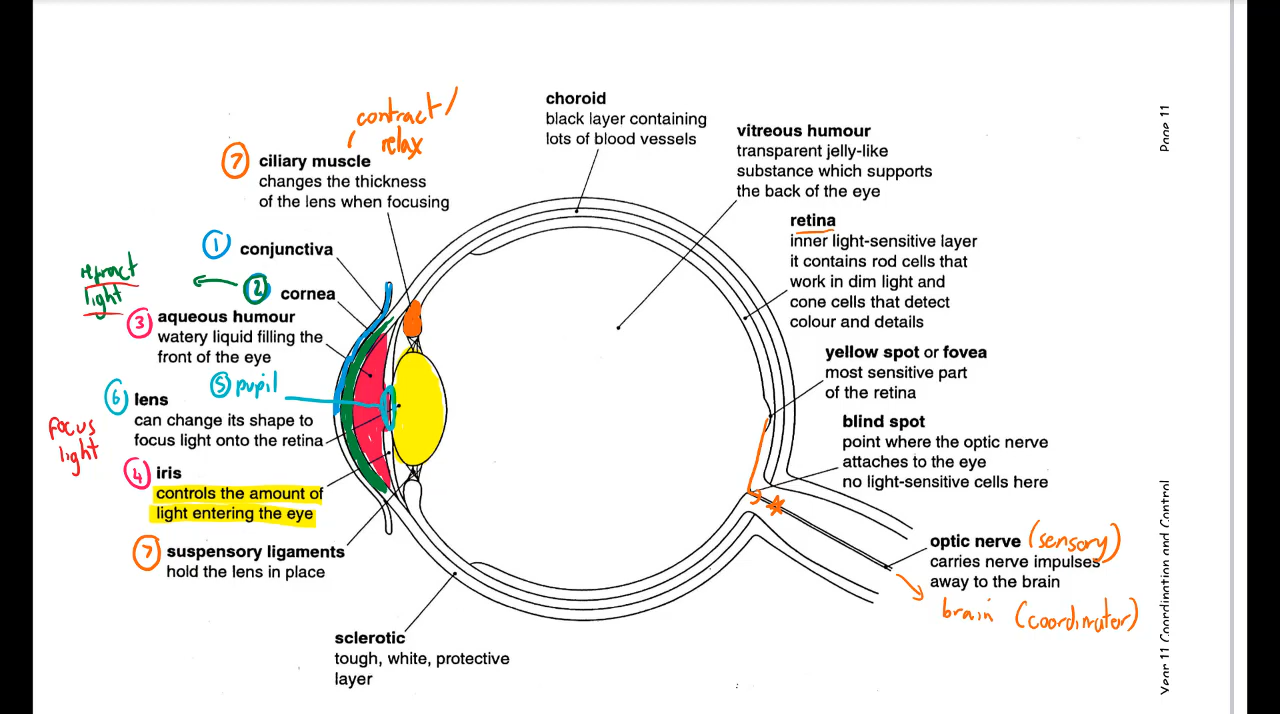 contract/
relax
choroid
black layer containing
lots of blood vessels
vitreous humour
transparent jelly-like
substance which supports
the back of the eye
7 ciliary muscle
changes the thickness
of the lens when focusing
retina
inner light-sensitive layer
it contains rod cells that
work in dim light and
cone cells that detect
colour and details
1 conjunctiva
refract
light
2 cornea
3 aqueous humour
watery liquid filling the
front of the eye
5 pupil
6 lens
can change its shape to
focus light onto the retina
focus
light
yellow spot or fovea
most sensitive part
of the retina
blind spot
point where the optic nerve
attaches to the eye
no light-sensitive cells here
4 iris
controls the amount of
light entering the eye
7 suspensory ligaments
hold the lens in place
optic nerve (sensory)
carries nerve impulses
away to the brain
brain (coordinator)
sclerotic
tough, white, protective
layer
Page 11
Year 11 Coordination and Control